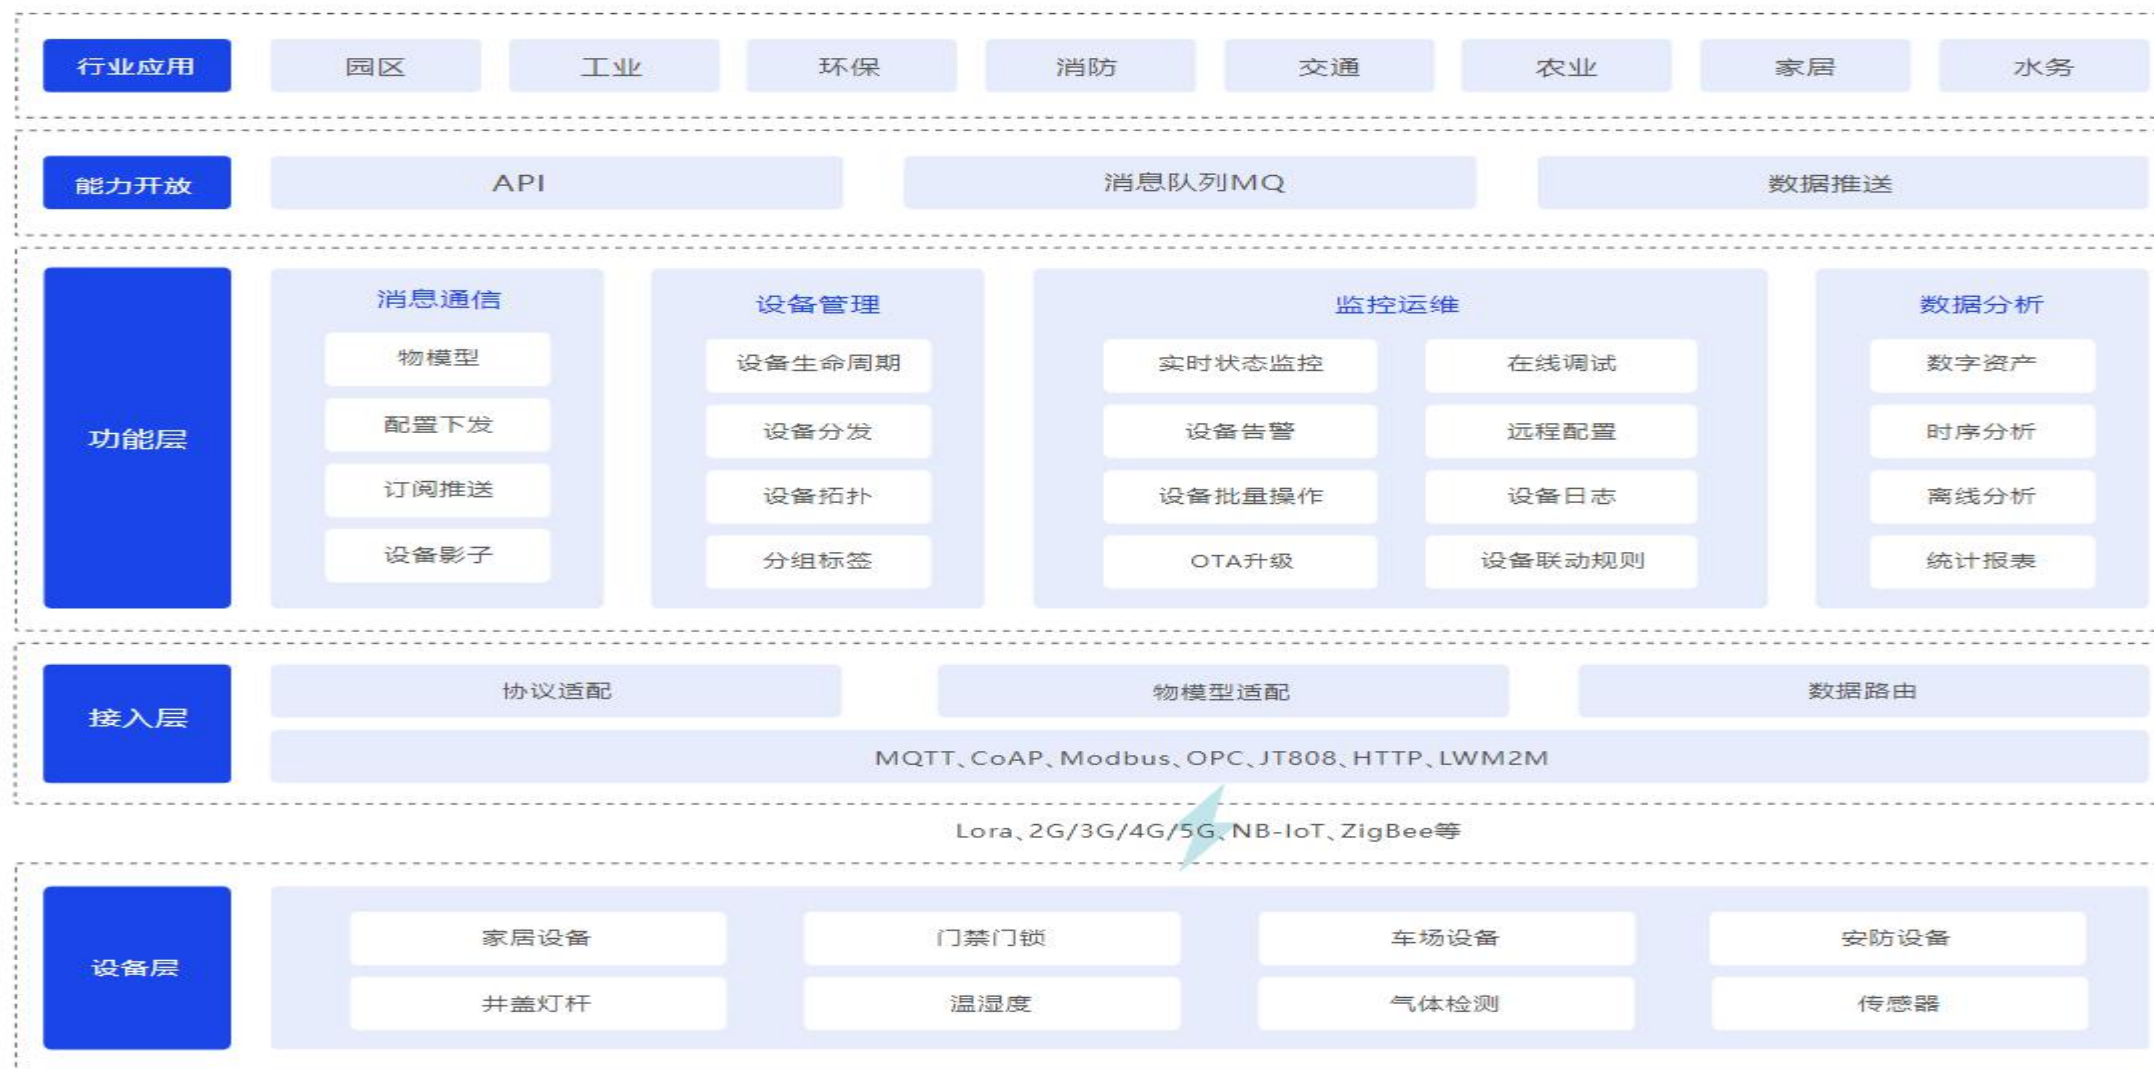 行业应用
园区
工业
环保
消防
交通
农业
家居
水务
能力开放
API
消息队列MQ
数据推送
功能层
消息通信
物模型
配置下发
订阅推送
设备影子
设备管理
设备生命周期
设备分发
设备拓扑
分组标签
监控运维
实时状态监控
在线调试
设备告警
远程配置
设备批量操作
设备日志
OTA升级
设备联动规则
数据分析
数字资产
时序分析
离线分析
统计报表
接入层
协议适配
物模型适配
数据路由
MQTT、CoAP、Modbus、OPC、JT808、HTTP、LWM2M
Lora、2G/3G/4G/5G、NB-IoT、ZigBee等
设备层
家居设备
门禁门锁
车场设备
安防设备
井盖灯杆
温湿度
气体检测
传感器